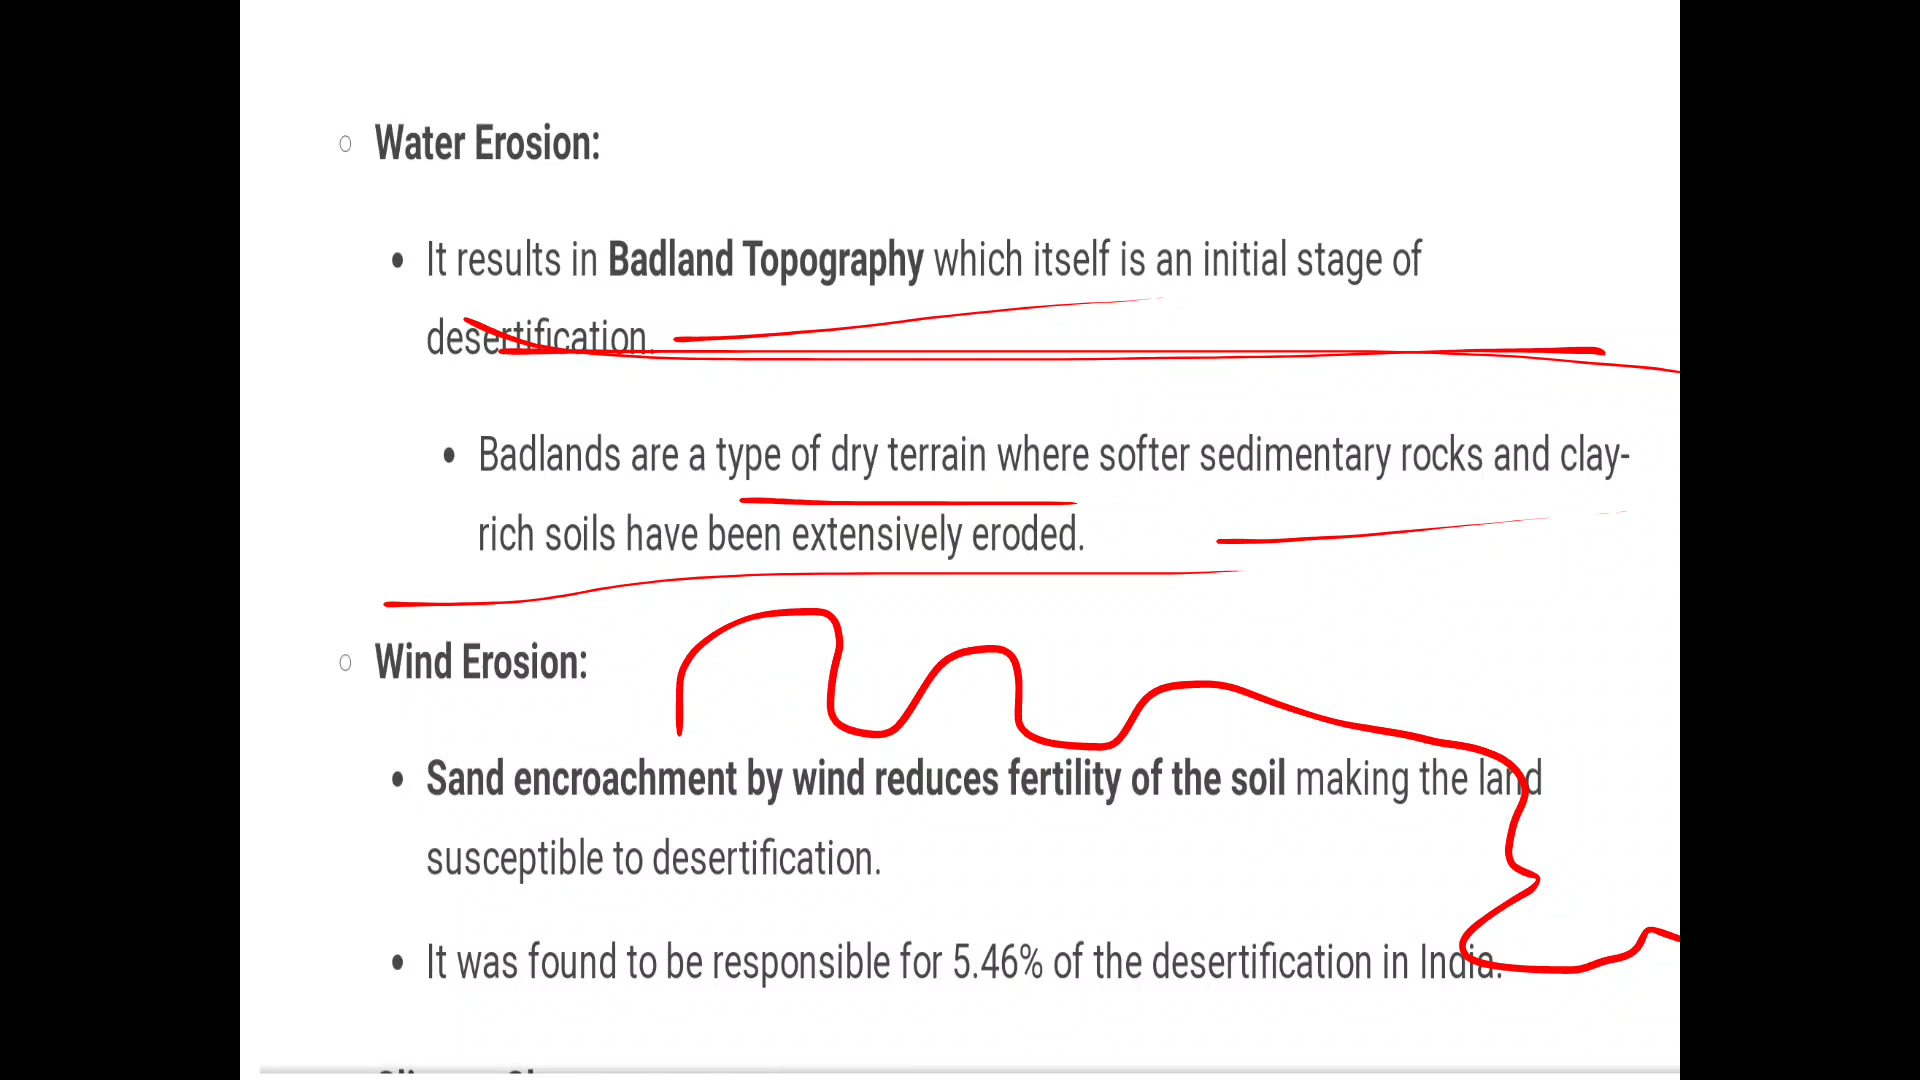 Water Erosion:
It results in Badland Topography which itself is an initial stage of
desertification.
Badlands are a type of dry terrain where softer sedimentary rocks and clay-
rich soils have been extensively eroded.
Wind Erosion:
Sand encroachment by wind reduces fertility of the soil making the land
susceptible to desertification.
It was found to be responsible for 5.46% of the desertification in India.